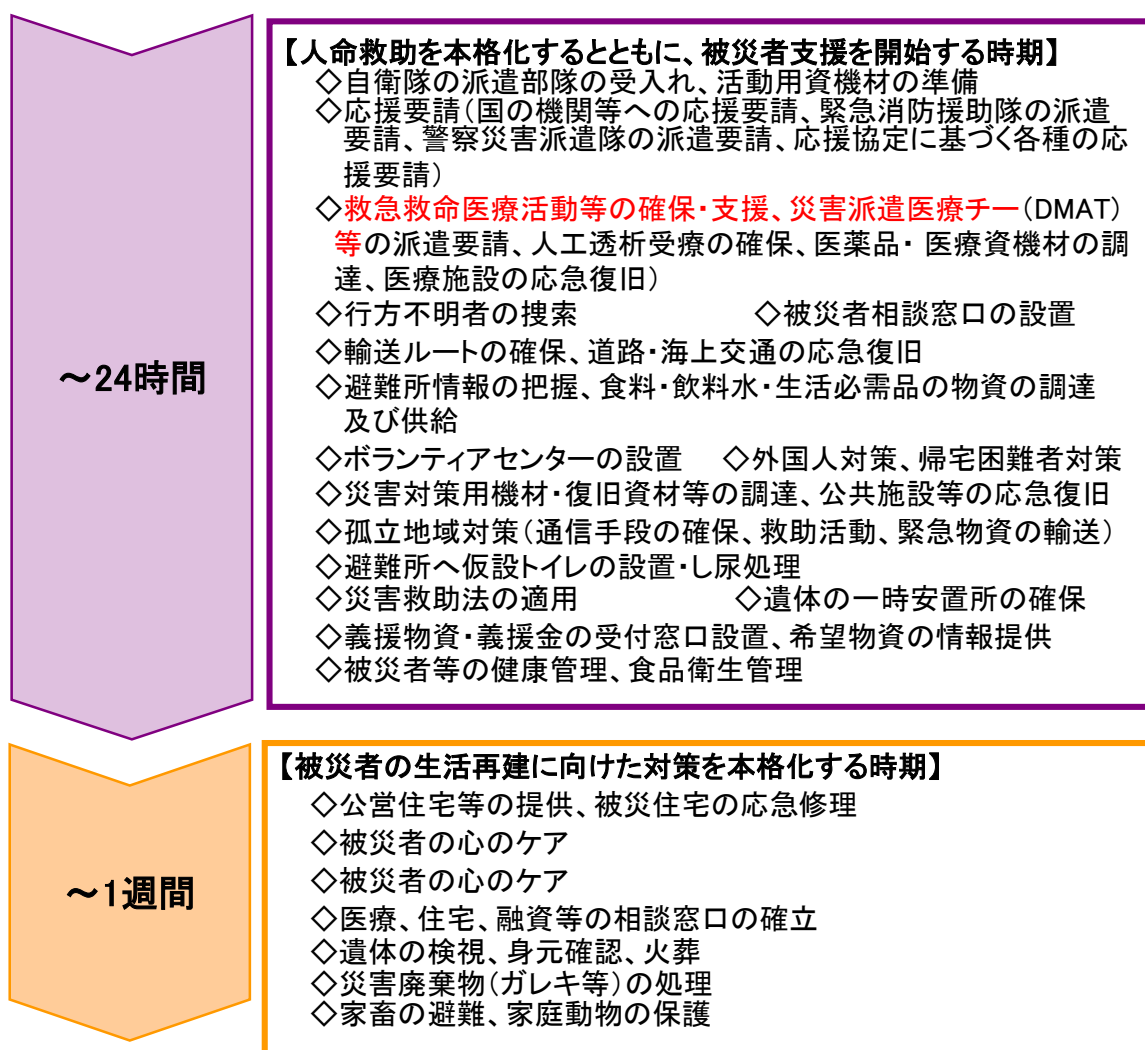 ～24時間
【人命救助を本格化するとともに、被災者支援を開始する時期】
◇自衛隊の派遣部隊の受入れ、活動用資機材の準備
◇応援要請（国の機関等への応援要請、緊急消防援助隊の派遣
要請、警察災害派遣隊の派遣要請、応援協定に基づく各種の応
援要請）
◇救急救命医療活動等の確保・支援、災害派遣医療チー（DMAT）
等の派遣要請、人工透析受療の確保、医薬品・ 医療資機材の調
達、医療施設の応急復旧）
◇行方不明者の捜索 ◇被災者相談窓口の設置
◇輸送ルートの確保、道路・海上交通の応急復旧
◇避難所情報の把握、食料・飲料水・生活必需品の物資の調達
及び供給
◇ボランティアセンターの設置 ◇外国人対策、帰宅困難者対策
◇災害対策用機材・復旧資材等の調達、公共施設等の応急復旧
◇孤立地域対策（通信手段の確保、救助活動、緊急物資の輸送）
◇避難所へ仮設トイレの設置・し尿処理
◇災害救助法の適用 ◇遺体の一時安置所の確保
◇義援物資・義援金の受付窓口設置、希望物資の情報提供
◇被災者等の健康管理、食品衛生管理
～1週間
【被災者の生活再建に向けた対策を本格化する時期】
◇公営住宅等の提供、被災住宅の応急修理
◇被災者の心のケア
◇被災者の心のケア
◇医療、住宅、融資等の相談窓口の確立
◇遺体の検視、身元確認、火葬
◇災害廃棄物（ガレキ等）の処理
◇家畜の避難、家庭動物の保護